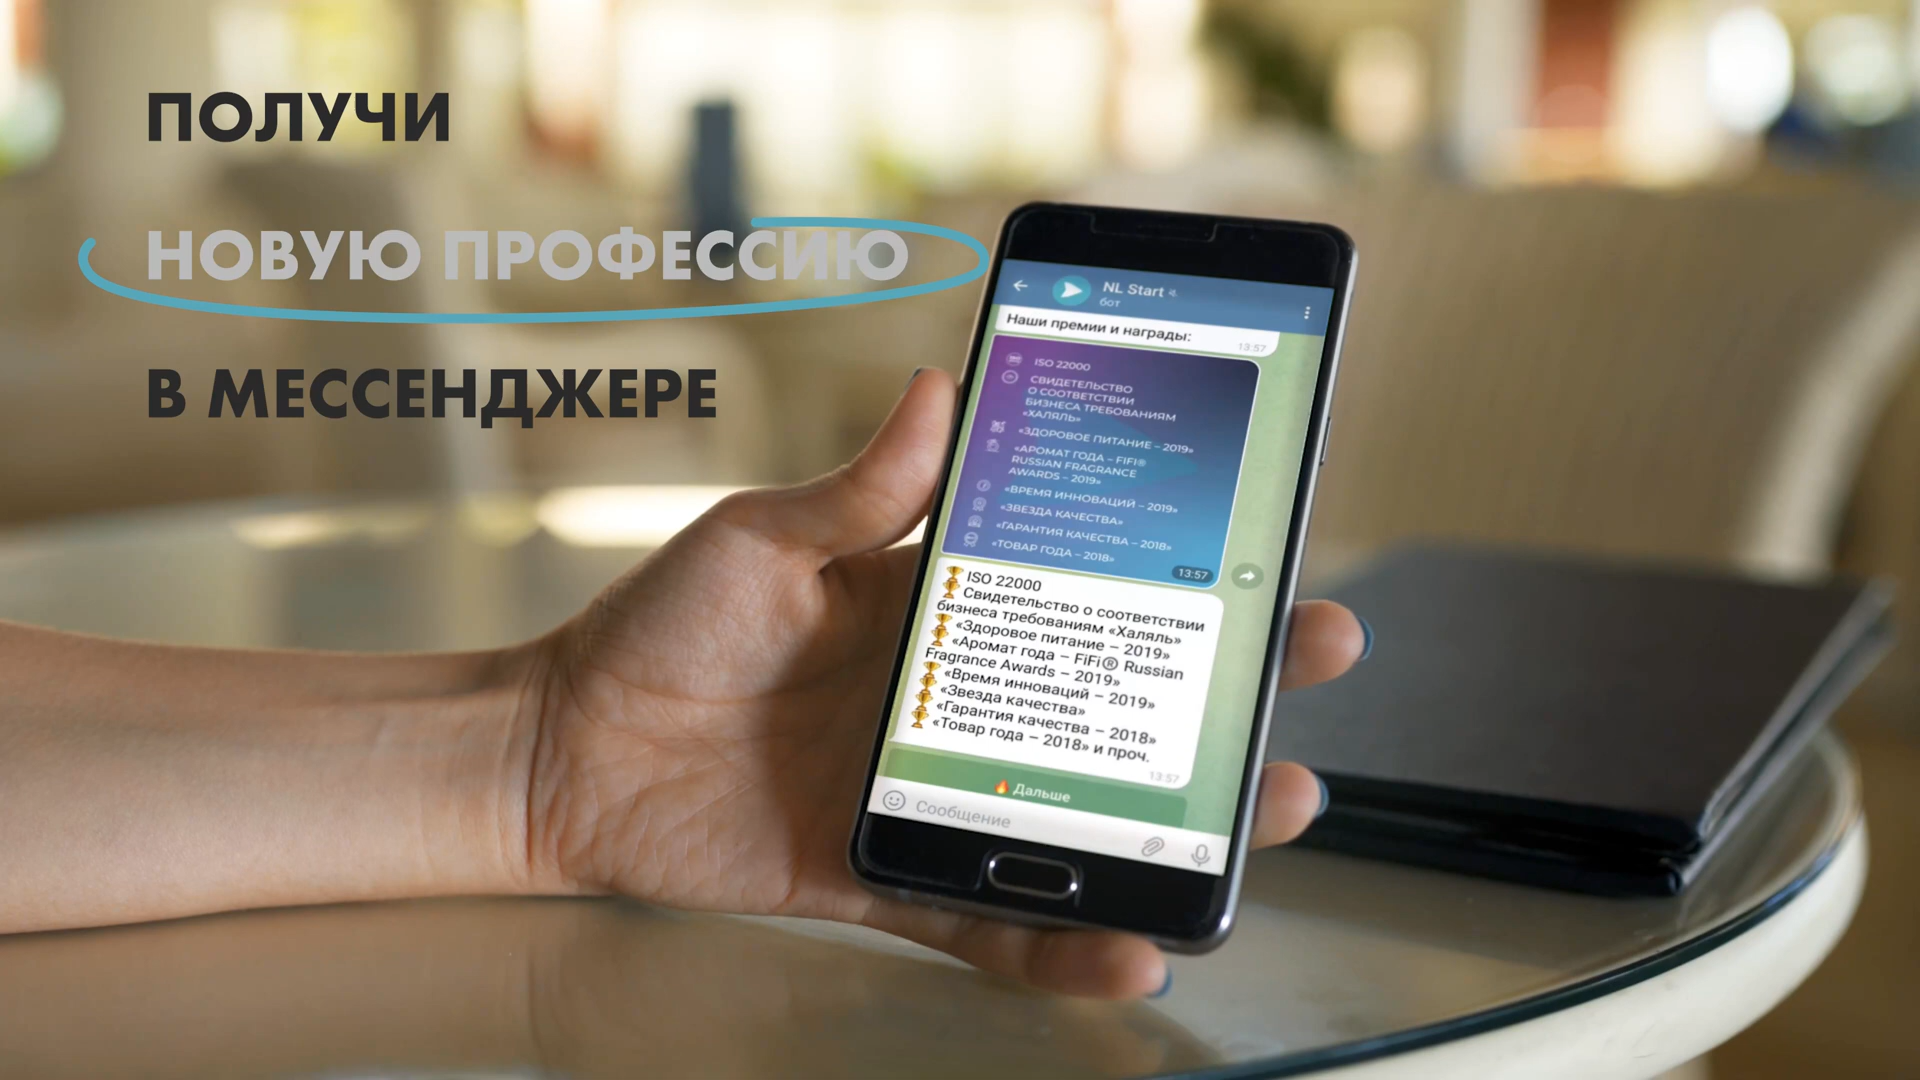 ПОЛУЧИ
НОВУЮ ПРОФЕССИЮ
В МЕССЕНДЖЕРЕ
NL Start
бот
Наши премии и награды:
13:57
ISO 22000
СВИДЕТЕЛЬСТВО
О СООТВЕТСТВИИ
БИЗНЕСА ТРЕБОВАНИЯМ
«ХАЛЯЛЬ»
«ЗДОРОВОЕ ПИТАНИЕ – 2019»
«АРОМАТ ГОДА – FIFI®
RUSSIAN FRAGRANCE
AWARDS – 2019»
«ВРЕМЯ ИННОВАЦИЙ – 2019»
«ЗВЕЗДА КАЧЕСТВА»
«ГАРАНТИЯ КАЧЕСТВА – 2018»
«ТОВАР ГОДА – 2018»
13:57
🏆 ISO 22000
🏆 Свидетельство о соответствии
бизнеса требованиям «Халяль»
🏆 «Здоровое питание – 2019»
🏆 «Аромат года – FiFi® Russian
Fragrance Awards – 2019»
🏆 «Время инноваций – 2019»
🏆 «Звезда качества»
🏆 «Гарантия качества – 2018»
🏆 «Товар года – 2018» и проч.
13:57
🔥 Дальше
Сообщение